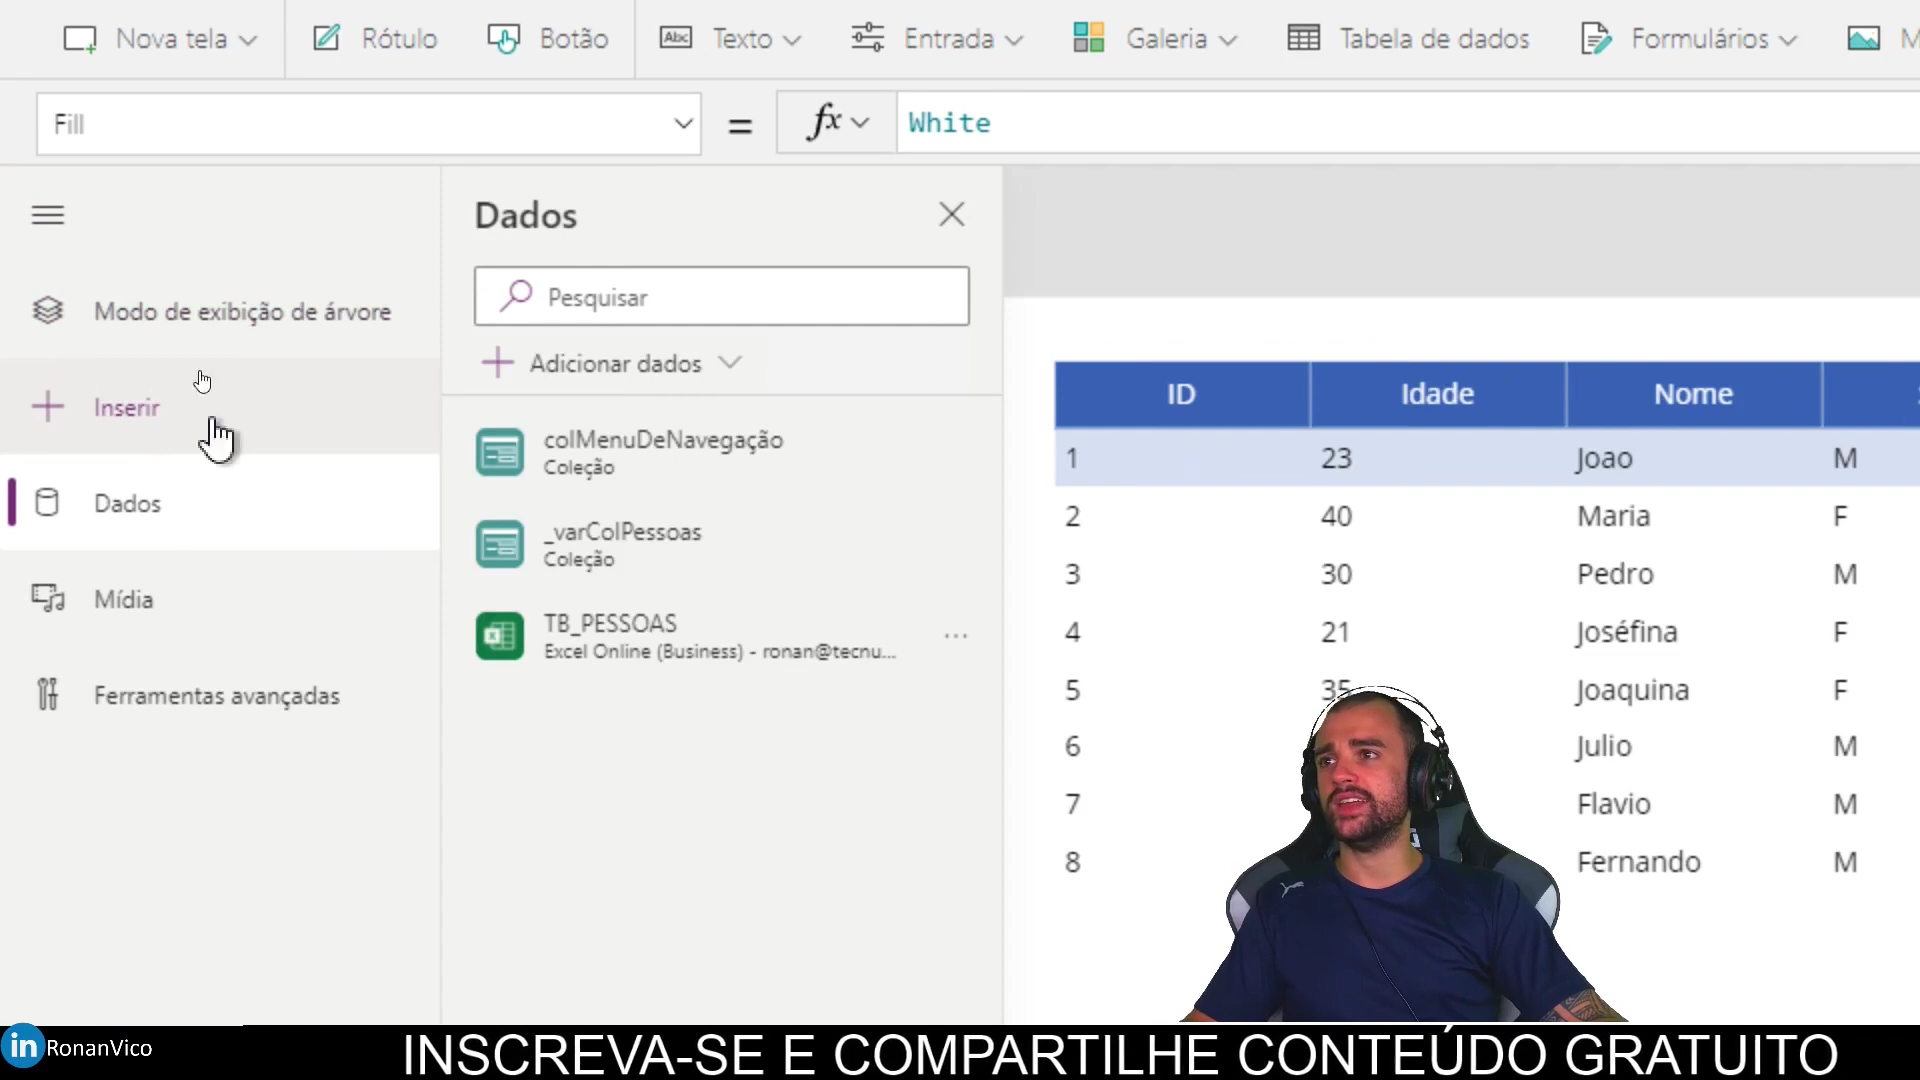 Nova tela
Rótulo
Botão
Texto
Entrada
Galeria
Tabela de dados
Formulários
M
Fill
=
fx
White
Dados
Pesquisar
Adicionar dados
Modo de exibição de árvore
Inserir
Dados
Mídia
Ferramentas avançadas
colMenuDeNavegação
Coleção
_varColPessoas
Coleção
TB_PESSOAS
Excel Online (Business) - ronan@tecnu...
ID Idade Nome
1 23 Joao M
2 40 Maria F
3 30 Pedro M
4 21 Joséfina F
5 35 Joaquina F
6 Julio M
7 Flavio M
8 Fernando M
in RonanVico
INSCREVA-SE E COMPARTILHE CONTEÚDO GRATUITO